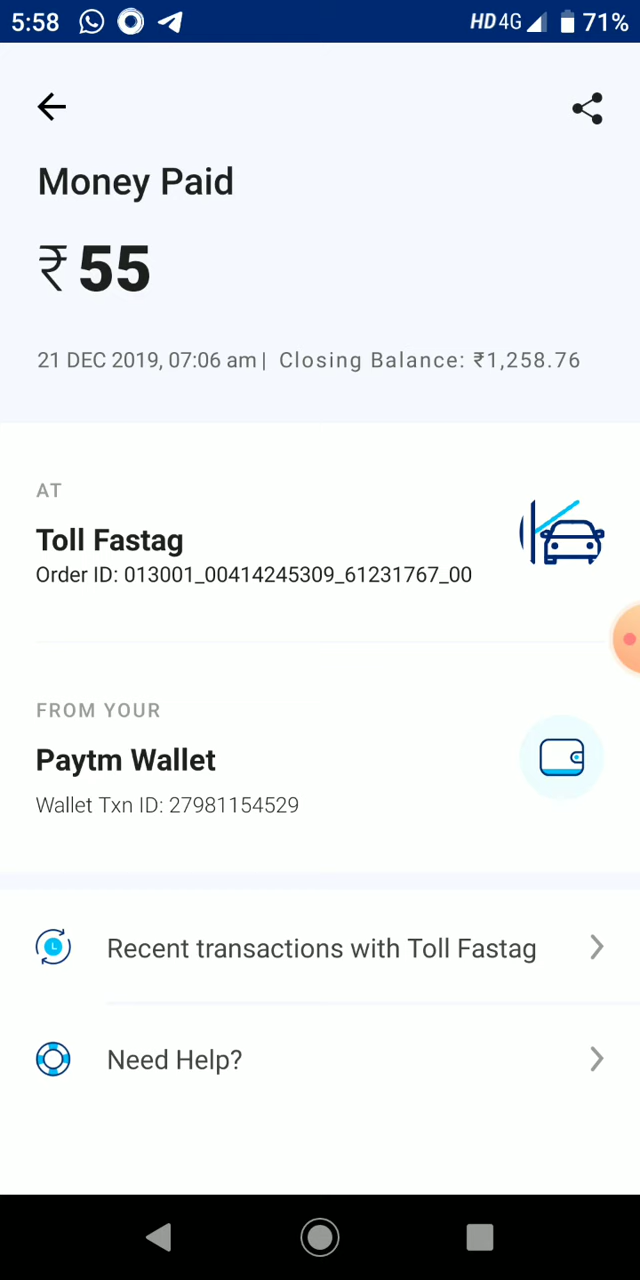 5:58 HD 4G 71%
Money Paid
₹ 55
21 DEC 2019, 07:06 am | Closing Balance: ₹1,258.76
AT
Toll Fastag
Order ID: 013001_00414245309_61231767_00
FROM YOUR
Paytm Wallet
Wallet Txn ID: 27981154529
Recent transactions with Toll Fastag
Need Help?